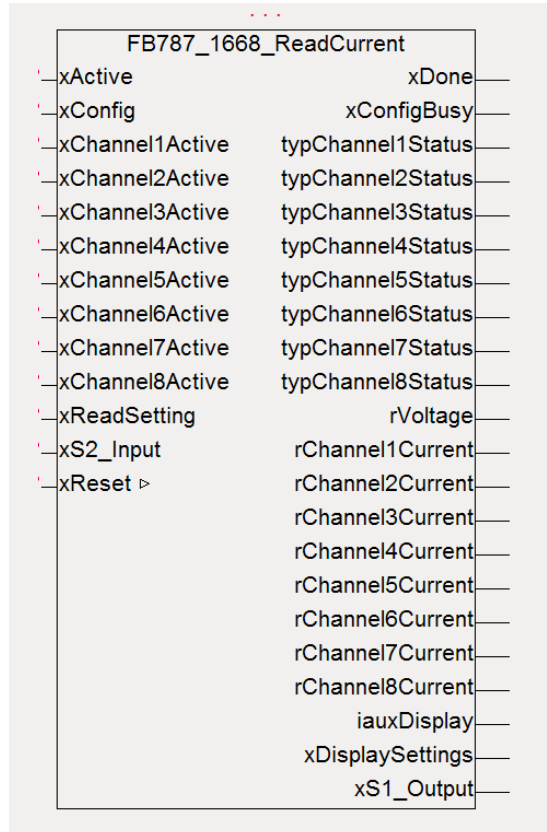 ...
FB787_1668_ReadCurrent
xActive xDone
xConfig xConfigBusy
xChannel1Active typChannel1Status
xChannel2Active typChannel2Status
xChannel3Active typChannel3Status
xChannel4Active typChannel4Status
xChannel5Active typChannel5Status
xChannel6Active typChannel6Status
xChannel7Active typChannel7Status
xChannel8Active typChannel8Status
xReadSetting rVoltage
xS2_Input rChannel1Current
xReset ▹ rChannel2Current
rChannel3Current
rChannel4Current
rChannel5Current
rChannel6Current
rChannel7Current
rChannel8Current
iauxDisplay
xDisplaySettings
xS1_Output